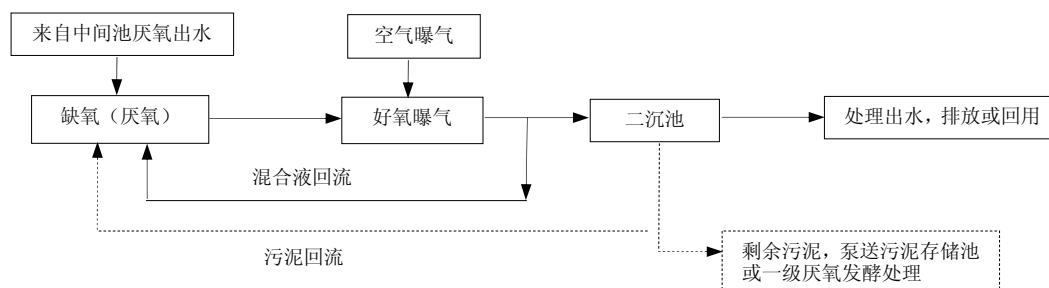 来自中间池厌氧出水
空气曝气
缺氧（厌氧）
好氧曝气
二沉池
处理出水，排放或回用
混合液回流
污泥回流
剩余污泥，泵送污泥存储池
或一级厌氧发酵处理